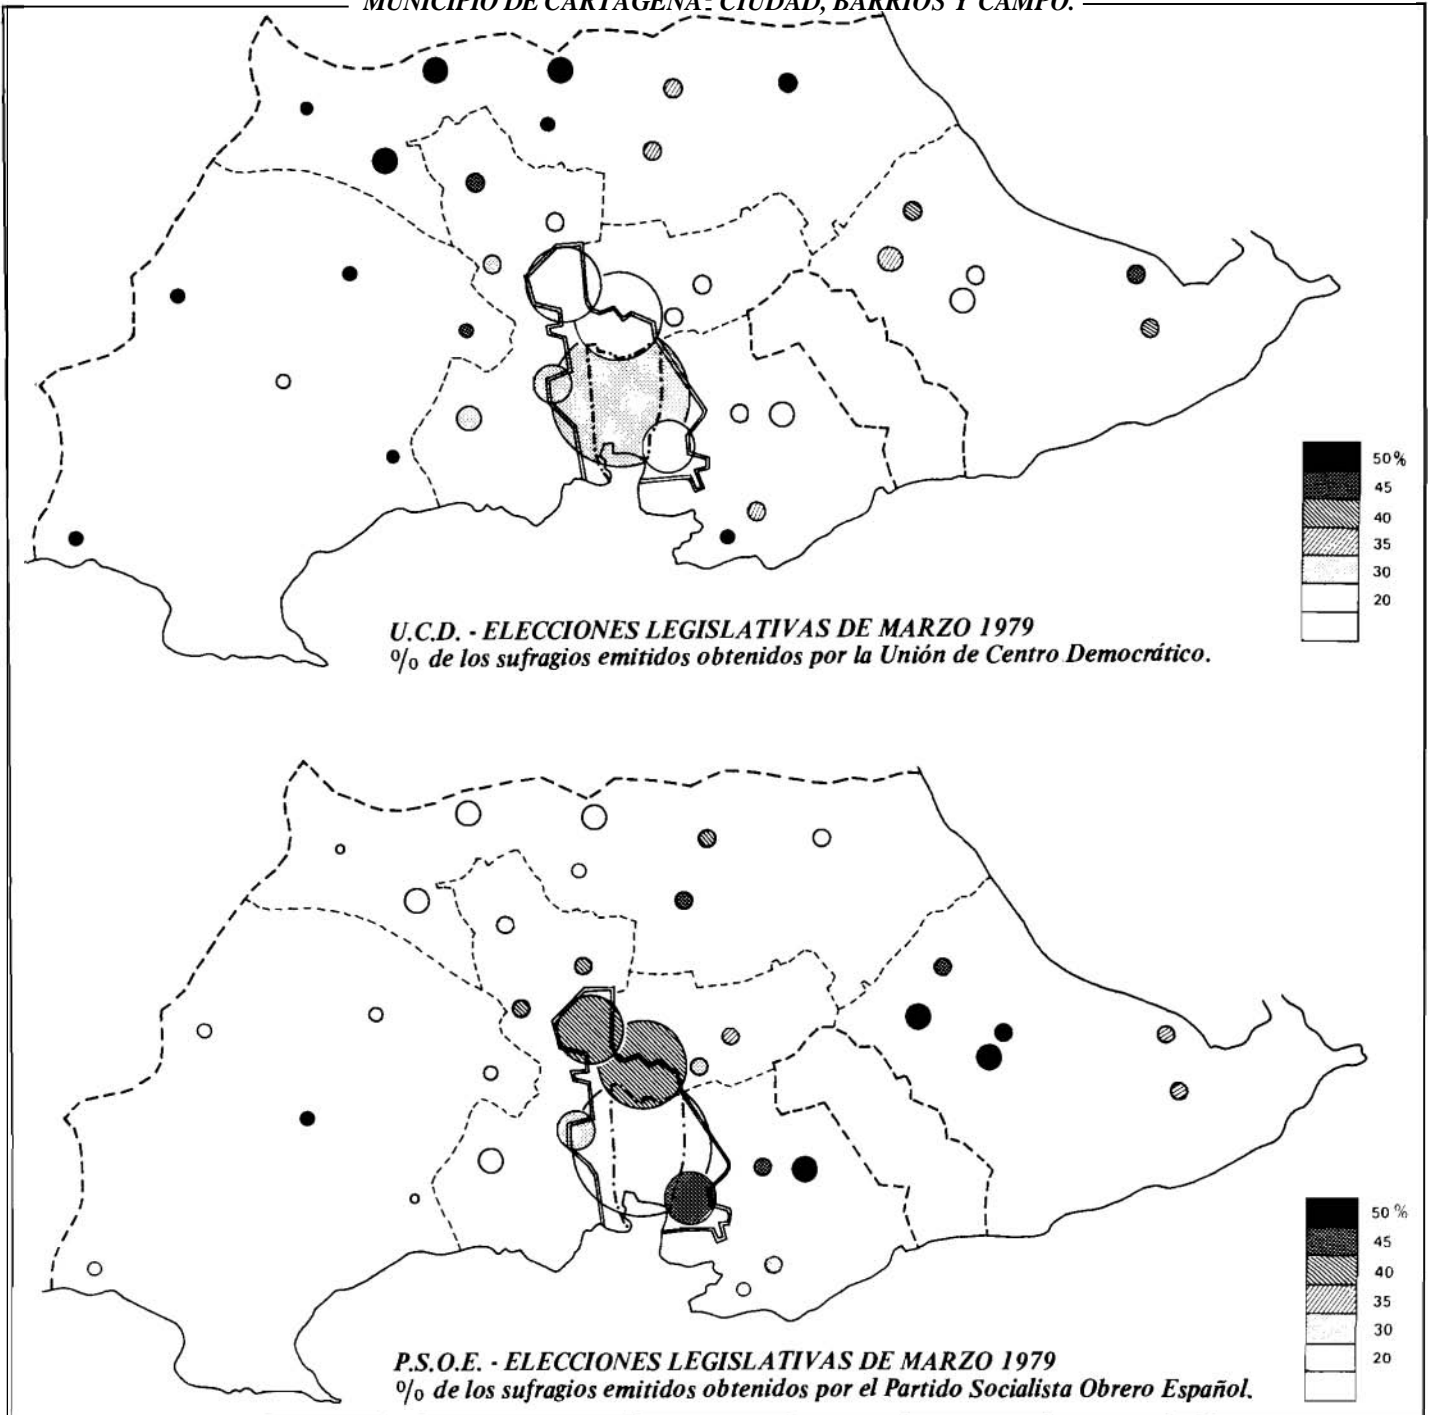 MUNICIPIO DE CARTAGENA: CIUDAD, BARRIOS Y CAMPO.
50%
45
40
35
30
20
U.C.D. - ELECCIONES LEGISLATIVAS DE MARZO 1979
% de los sufragios emitidos obtenidos por la Unión de Centro Democrático.
50 %
45
40
35
30
20
P.S.O.E. - ELECCIONES LEGISLATIVAS DE MARZO 1979
% de los sufragios emitidos obtenidos por el Partido Socialista Obrero Español.